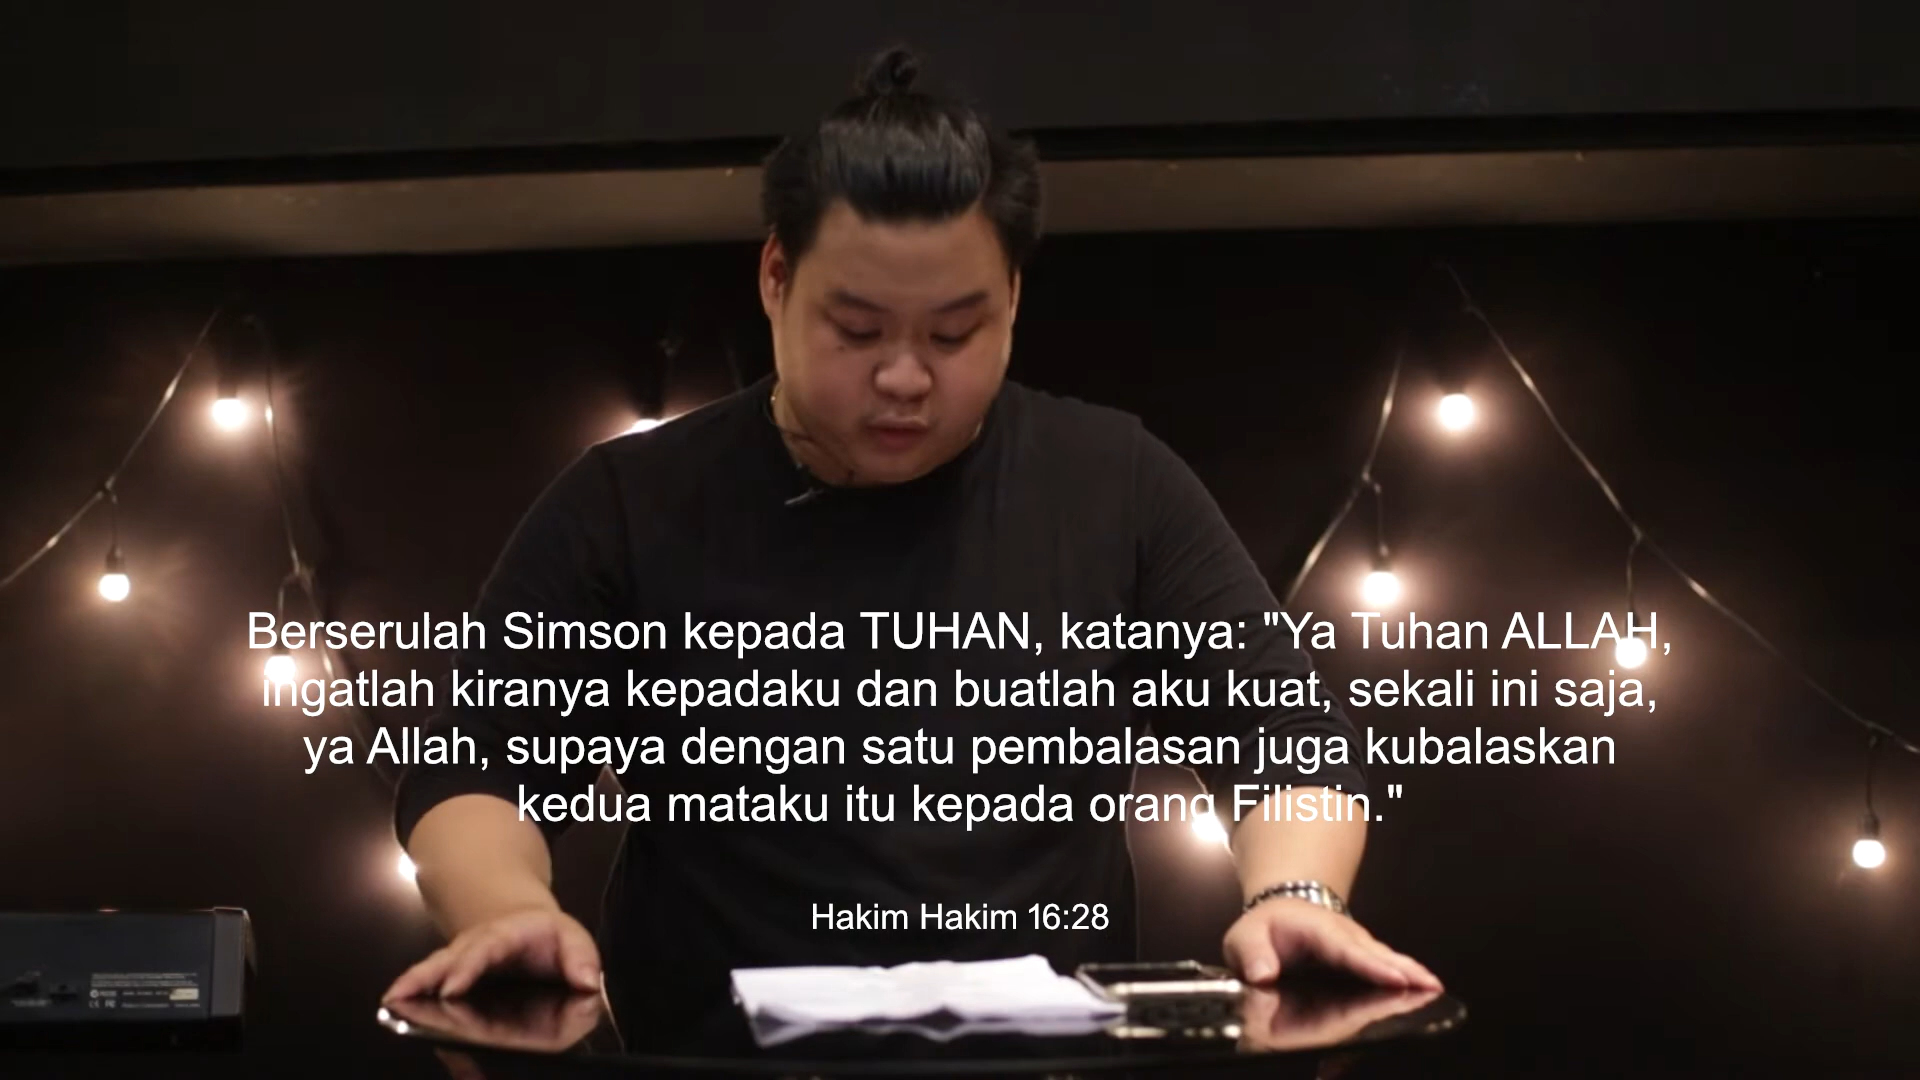 Berserulah Simson kepada TUHAN, katanya: "Ya Tuhan ALLAH,
ingatlah kiranya kepadaku dan buatlah aku kuat, sekali ini saja,
ya Allah, supaya dengan satu pembalasan juga kubalaskan
kedua mataku itu kepada orang Filistin."
Hakim Hakim 16:28